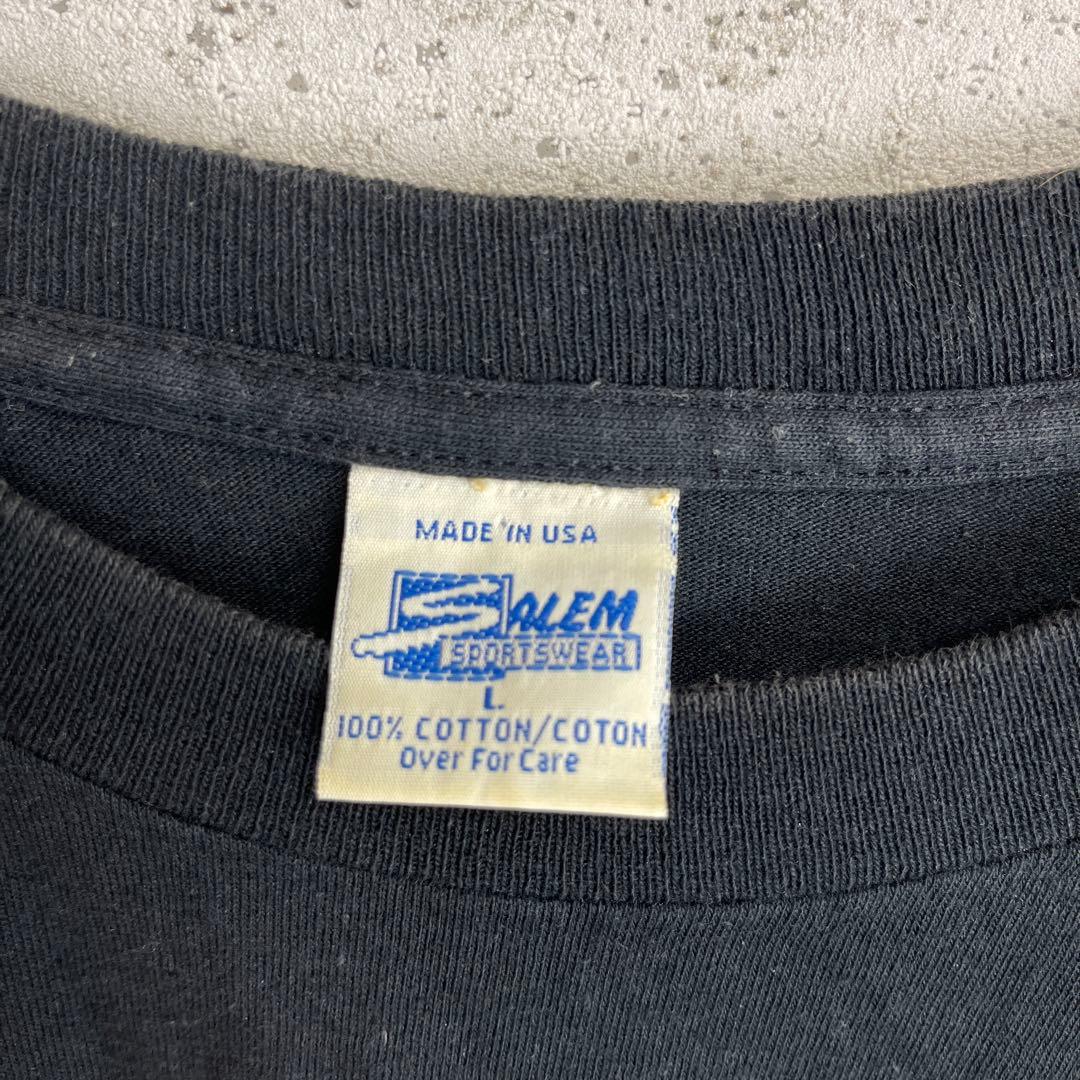 MADE IN USA
SALEM
SPORTSWEAR
L.
100% COTTON/COTON
Over For Care